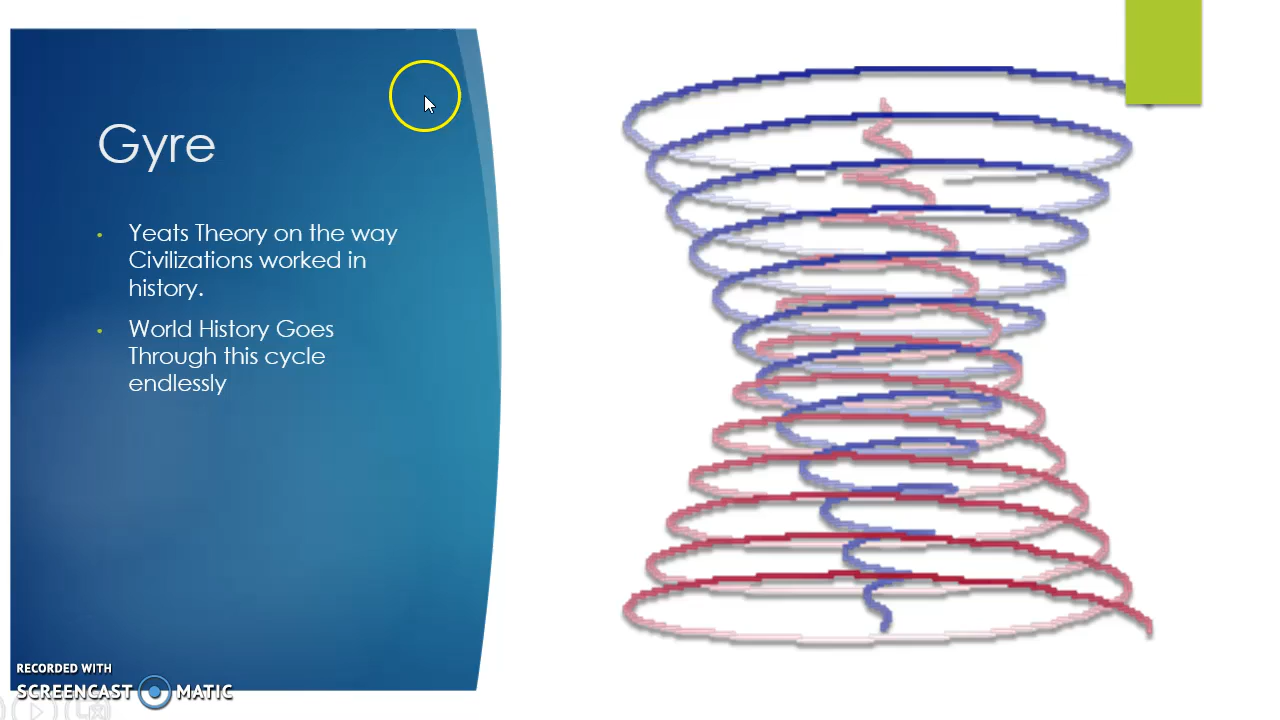 Gyre
• Yeats Theory on the way
Civilizations worked in
history.
• World History Goes
Through this cycle
endlessly
RECORDED WITH
SCREENCAST MATIC